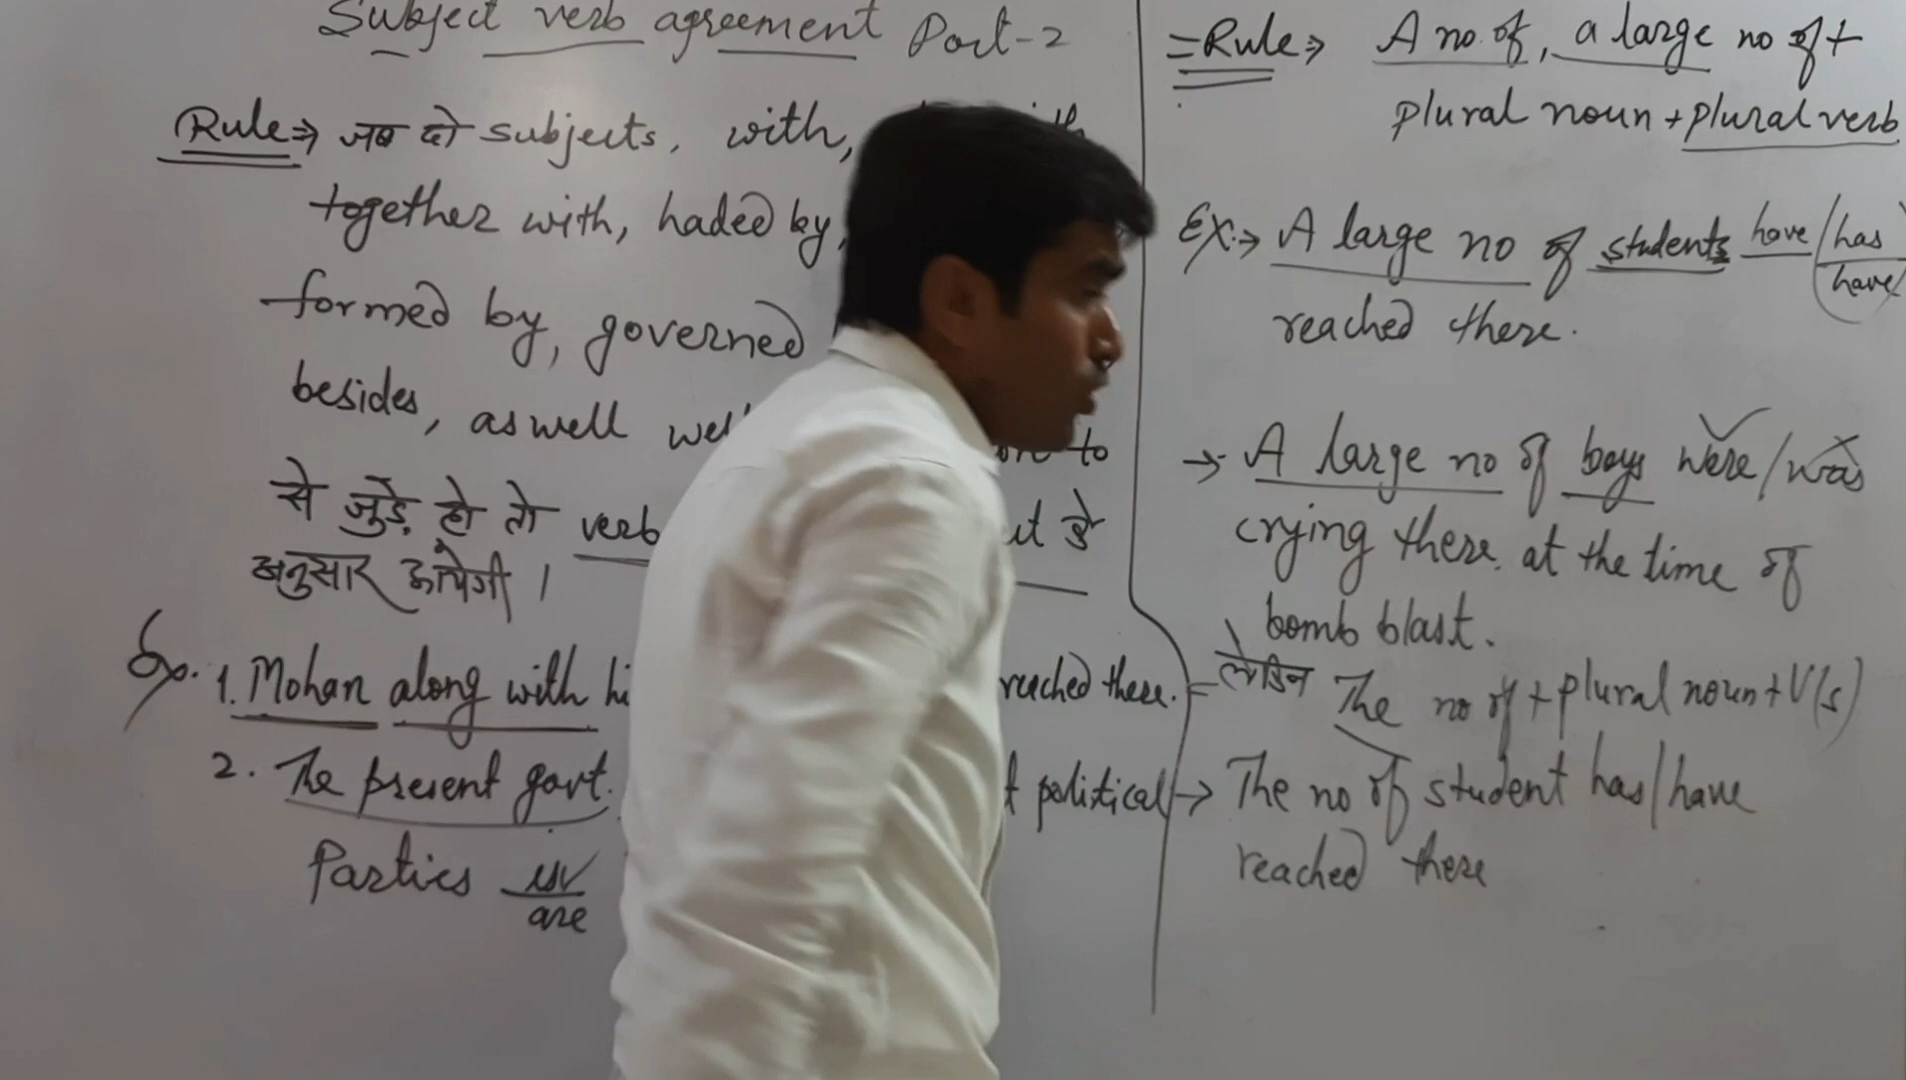 Subject verb agreement Part-2
Rule⇒ जब दो subjects, with,
together with, haded by,
formed by, governed
besides, as well
to
से जुड़े हो तो verb
अनुसार आयेगी ।
Ex. 1. Mohan along with hi reached there.
2. The present govt. political
Parties is/are
=Rule⇒ A no. of, a large no of +
plural noun + plural verb
Ex:→ A large no of students have/has
have
reached there.
→ A large no of boys were/was
crying there. at the time of
bomb blast.
लेकिन The no of + plural noun + V(s)
→ The no of student has/have
reached there